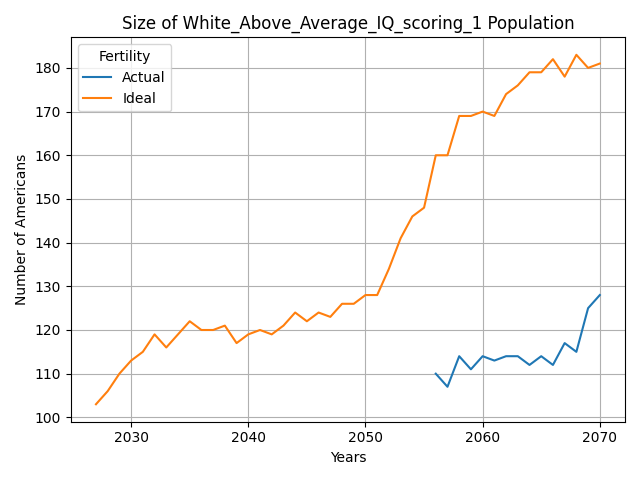 Size of White_Above_Average_IQ_scoring_1 Population
Fertility
Actual
Ideal
Number of Americans
180
170
160
150
140
130
120
110
100
2030 2040 2050 2060 2070
Years